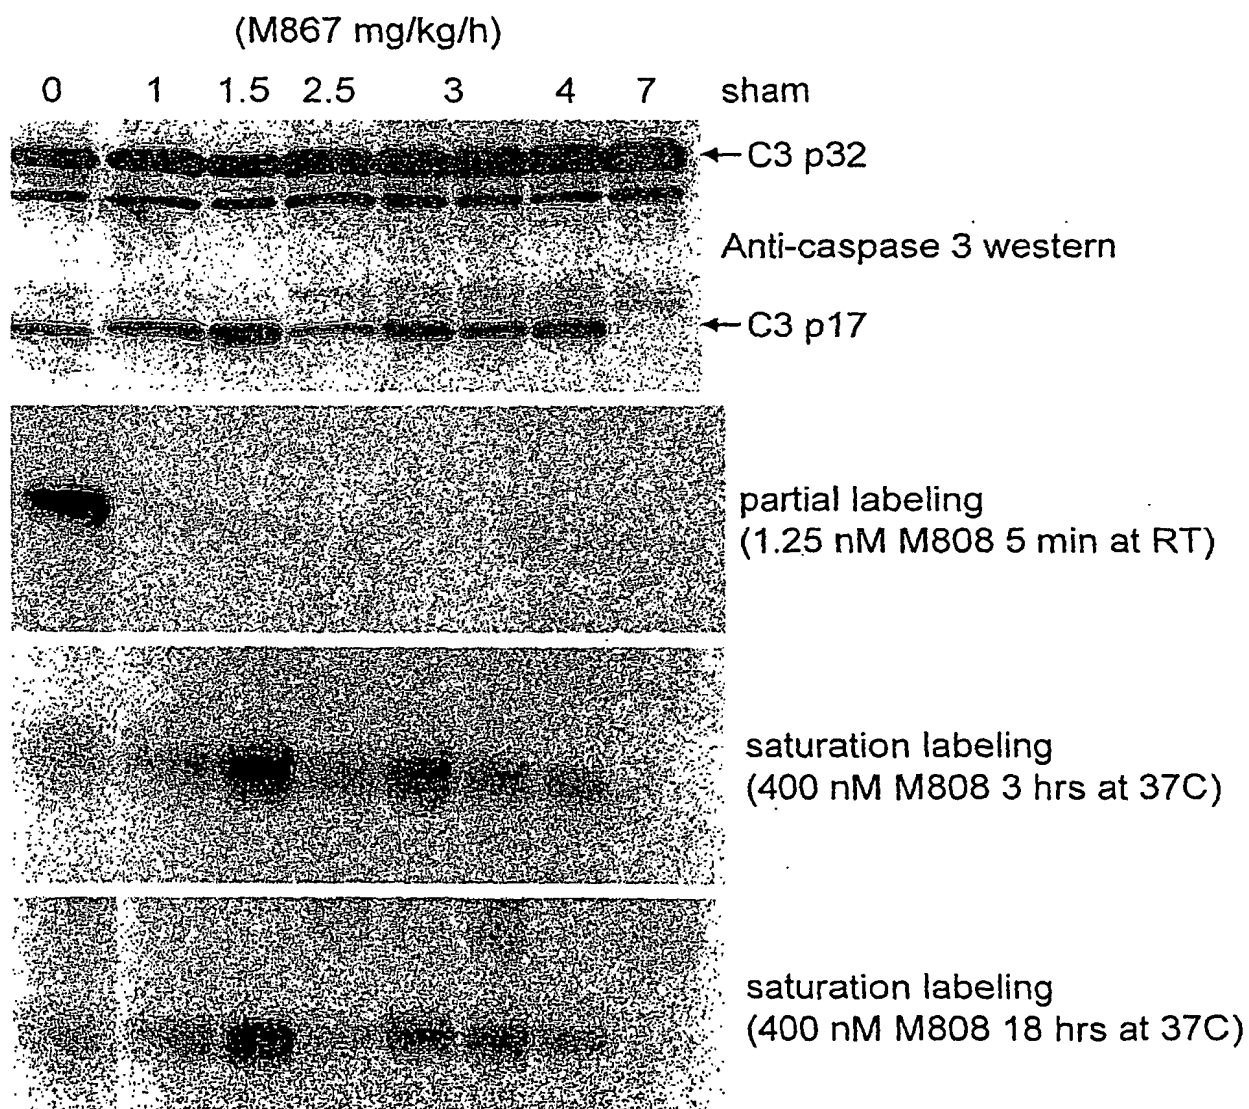 (M867 mg/kg/h)
0 1 1.5 2.5 3 4 7 sham
C3 p32
Anti-caspase 3 western
C3 p17
partial labeling
(1.25 nM M808 5 min at RT)
saturation labeling
(400 nM M808 3 hrs at 37C)
saturation labeling
(400 nM M808 18 hrs at 37C)